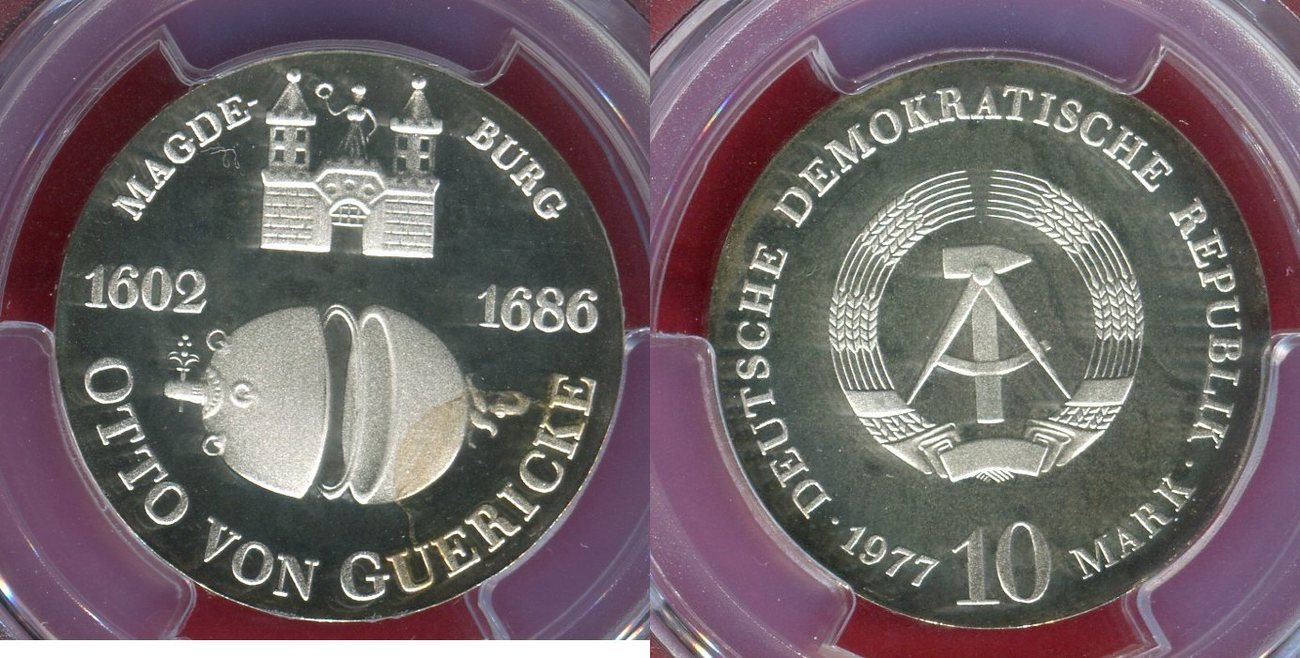 MAGDE-
BURG
1602
1686
OTTO VON GUERICKE
DEUTSCHE DEMOKRATISCHE REPUBLIK
· 1977 10 MARK ·